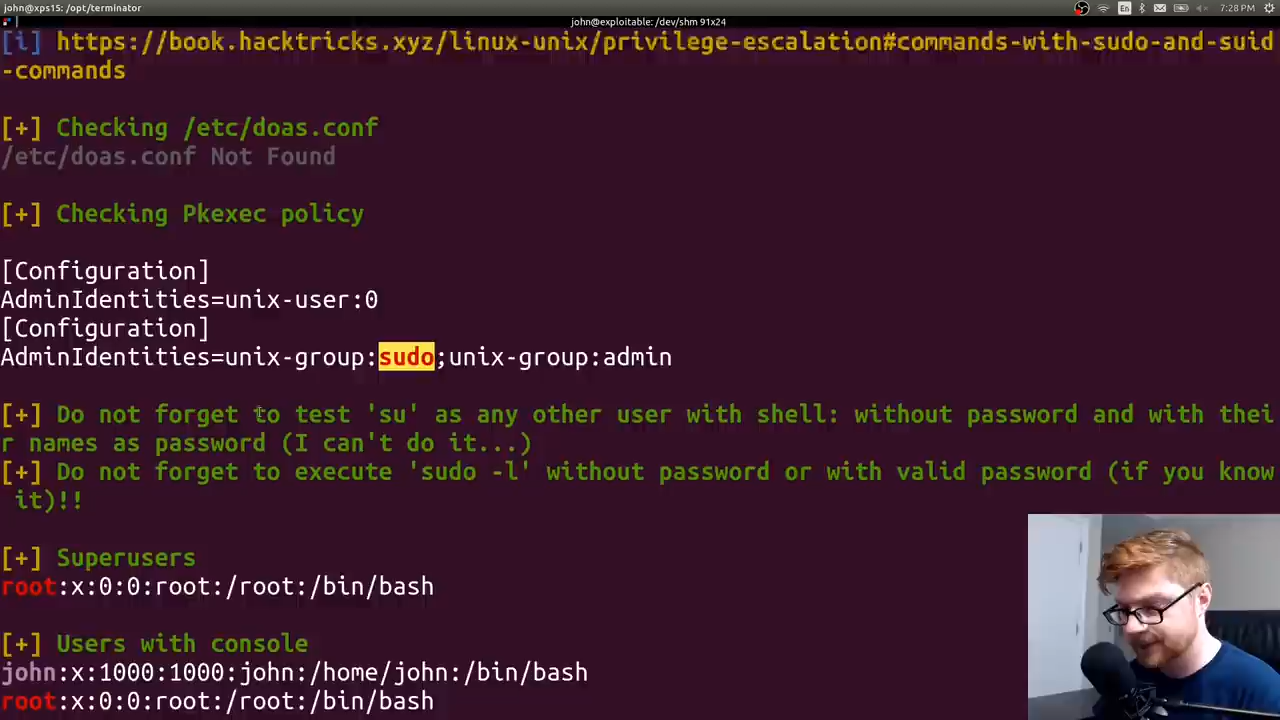 john@xps15: /opt/terminator
En
7:28 PM
john@exploitable: /dev/shm 91x24
[i] https://book.hacktricks.xyz/linux-unix/privilege-escalation#commands-with-sudo-and-suid
-commands
[+] Checking /etc/doas.conf
/etc/doas.conf Not Found
[+] Checking Pkexec policy
[Configuration]
AdminIdentities=unix-user:0
[Configuration]
AdminIdentities=unix-group:sudo;unix-group:admin
[+] Do not forget to test 'su' as any other user with shell: without password and with thei
r names as password (I can't do it...)
[+] Do not forget to execute 'sudo -l' without password or with valid password (if you know
 it)!!
[+] Superusers
root:x:0:0:root:/root:/bin/bash
[+] Users with console
john:x:1000:1000:john:/home/john:/bin/bash
root:x:0:0:root:/root:/bin/bash